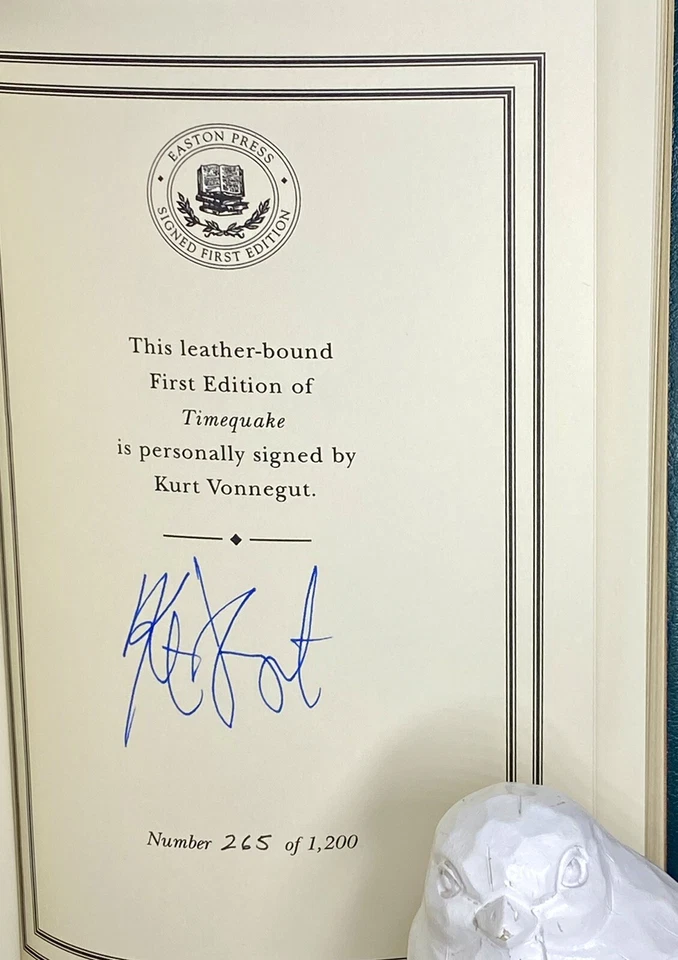 EASTON PRESS
SIGNED FIRST EDITION
This leather-bound
First Edition of
Timequake
is personally signed by
Kurt Vonnegut.
Number 265 of 1,200